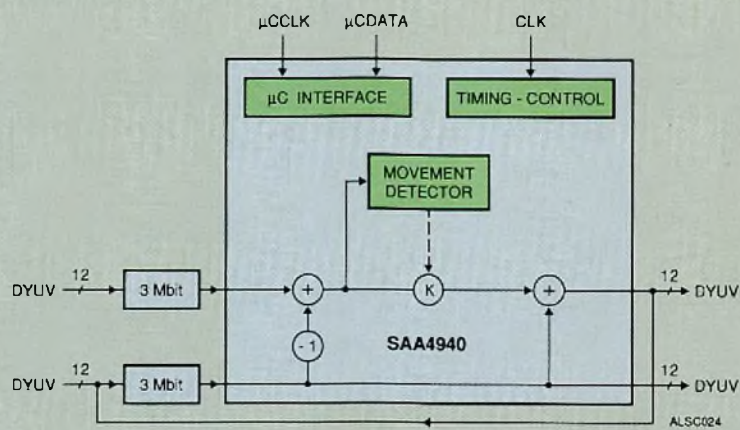 µCCLK µCDATA CLK
µC INTERFACE
TIMING - CONTROL
MOVEMENT
DETECTOR
12 12
DYUV 3 Mbit + K + DYUV
- 1
SAA4940
12 12
DYUV 3 Mbit DYUV
ALSC024